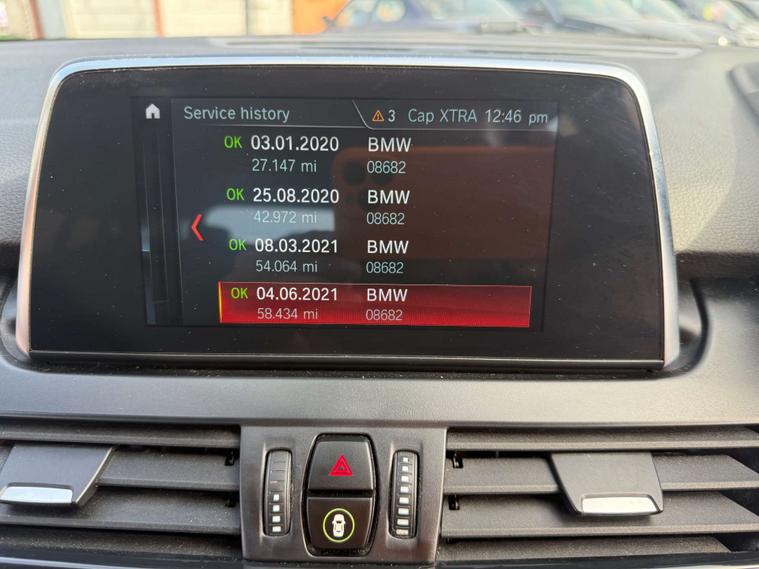 Service history 3 Cap XTRA 12:46 pm
OK 03.01.2020 BMW
27.147 mi 08682
OK 25.08.2020 BMW
42.972 mi 08682
OK 08.03.2021 BMW
54.064 mi 08682
OK 04.06.2021 BMW
58.434 mi 08682